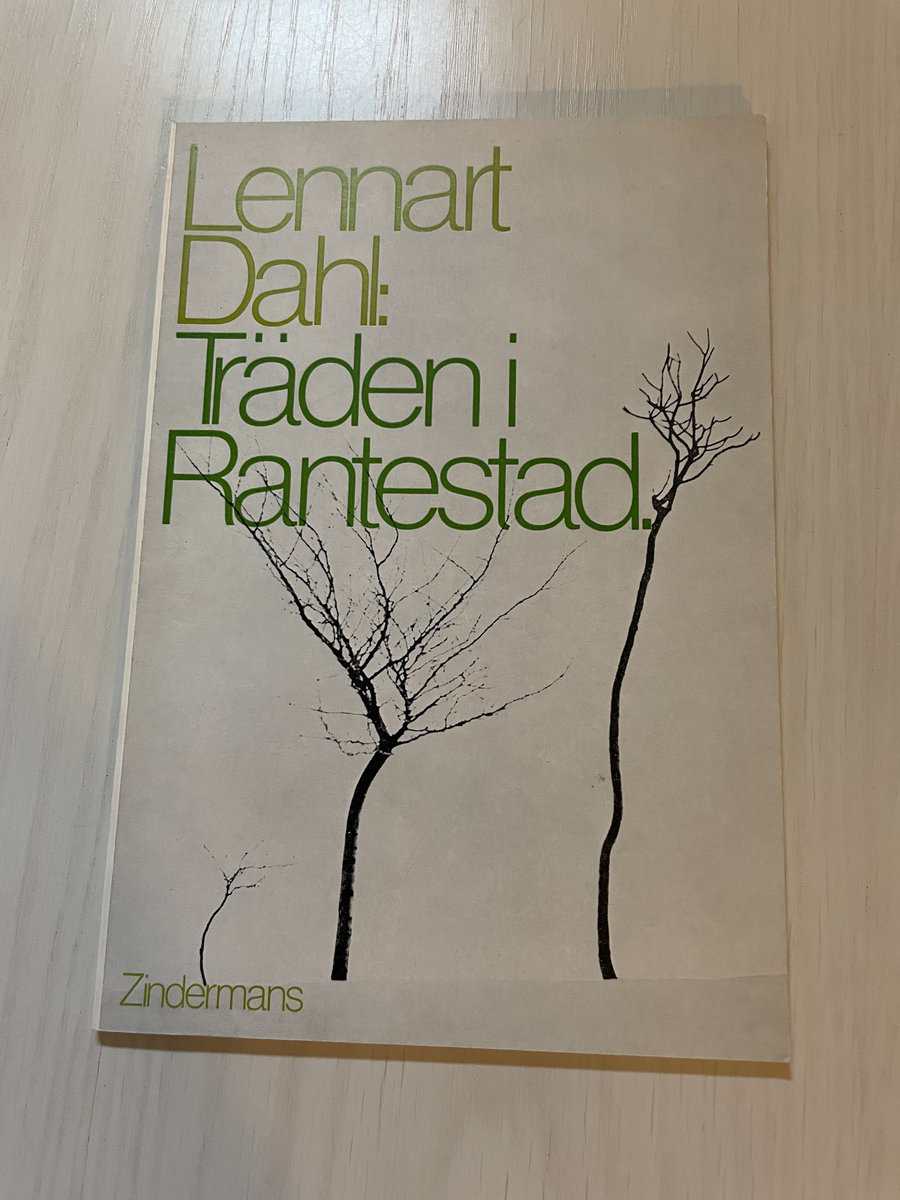 Lennart
Dahl:
Träden i
Rantestad.
Zindermans